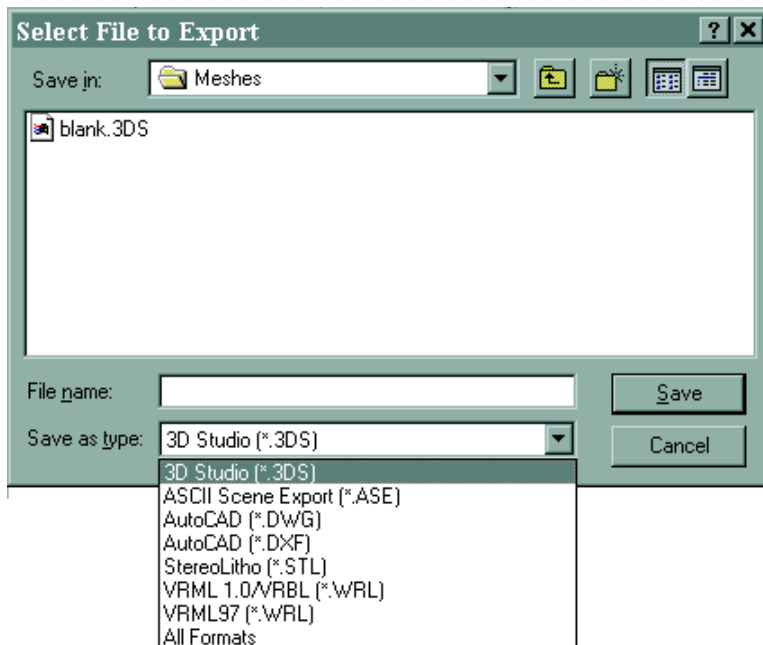 Select File to Export
Save in: Meshes
blank.3DS
File name: Save
Save as type: 3D Studio (*.3DS) Cancel
3D Studio (*.3DS)
ASCII Scene Export (*.ASE)
AutoCAD (*.DWG)
AutoCAD (*.DXF)
StereoLitho (*.STL)
VRML 1.0/VRBL (*.WRL)
VRML97 (*.WRL)
All Formats